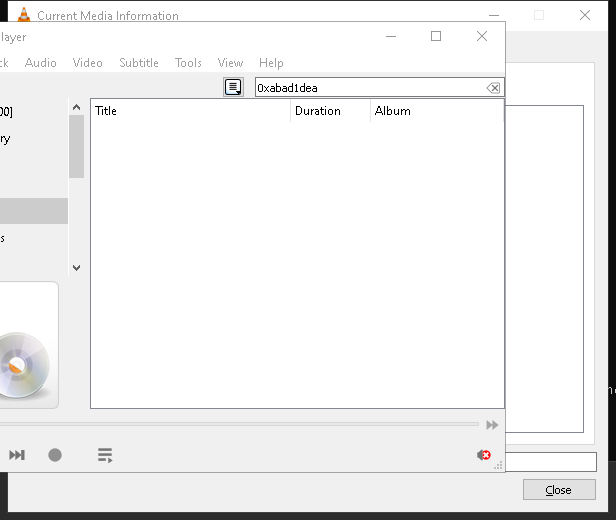 Current Media Information
layer
ck Audio Video Subtitle Tools View Help
0xabad1dea
00]
Title Duration Album
ry
s
Close